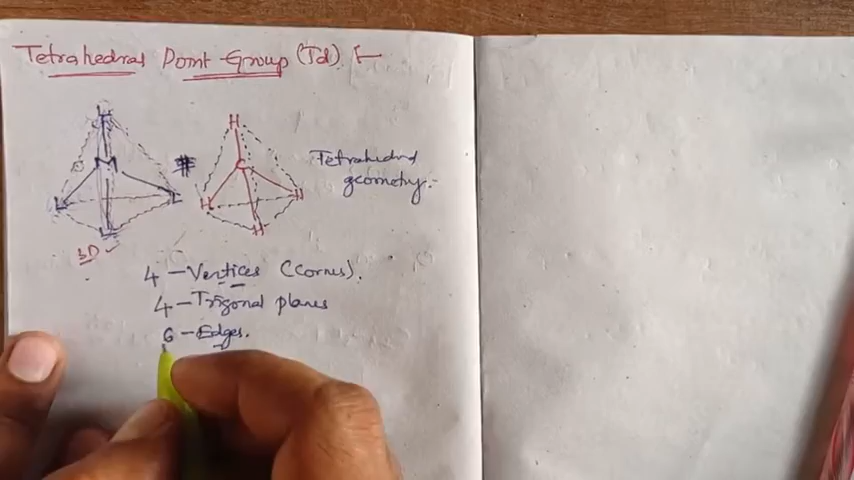 Tetrahedral Point Group (Td) :-
L
M
L
L
L
3D
H
C
H
H
H
Tetrahedral
geometry:-
4 - Vertices (Corners).
4 - Trigonal planes
6 - Edges.